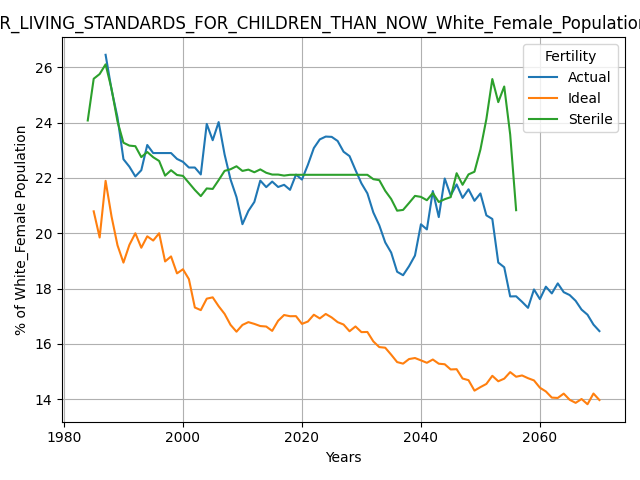 R_LIVING_STANDARDS_FOR_CHILDREN_THAN_NOW_White_Female_Population
Fertility
Actual
Ideal
Sterile
% of White_Female Population
26
24
22
20
18
16
14
1980 2000 2020 2040 2060
Years